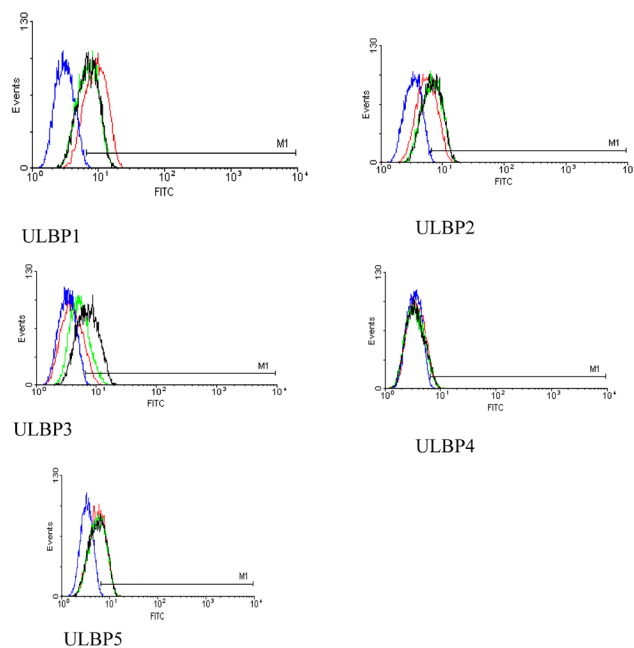 130
Events
0
M1
10⁰ 10¹ 10² 10³ 10⁴
FITC
ULBP1
130
Events
0
M1
10⁰ 10¹ 10² 10³ 10
FITC
ULBP2
130
Events
0
M1
10⁰ 10¹ 10² 10³ 10⁴
FITC
ULBP3
130
Events
0
M1
10⁰ 10¹ 10² 10³ 10⁴
FITC
ULBP4
130
Events
0
M1
10⁰ 10¹ 10² 10³ 10⁴
FITC
ULBP5